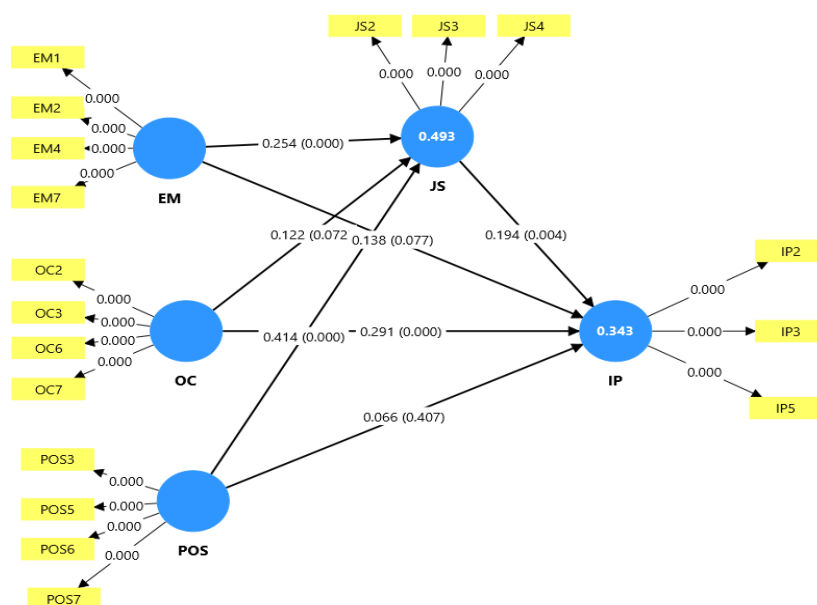 JS2
JS3
JS4
0.000
0.000
0.000
EM1
EM2
EM4
EM7
0.000
0.000
0.000
0.000
EM
0.254 (0.000)
0.493
JS
0.122 (0.072
0.138 (0.077)
0.194 (0.004)
OC2
OC3
OC6
OC7
0.000
0.000
0.000
0.000
OC
0.414 (0.000)
0.291 (0.000)
0.343
IP
0.000
0.000
0.000
IP2
IP3
IP5
0.066 (0.407)
POS3
POS5
POS6
POS7
0.000
0.000
0.000
0.000
POS